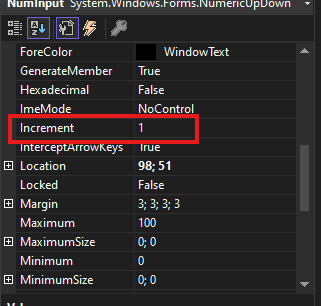 NumInput System.Windows.Forms.NumericUpDown
ForeColor WindowText
GenerateMember True
Hexadecimal False
ImeMode NoControl
Increment 1
InterceptArrowKeys True
Location 98; 51
Locked False
Margin 3; 3; 3; 3
Maximum 100
MaximumSize 0; 0
Minimum 0
MinimumSize 0; 0